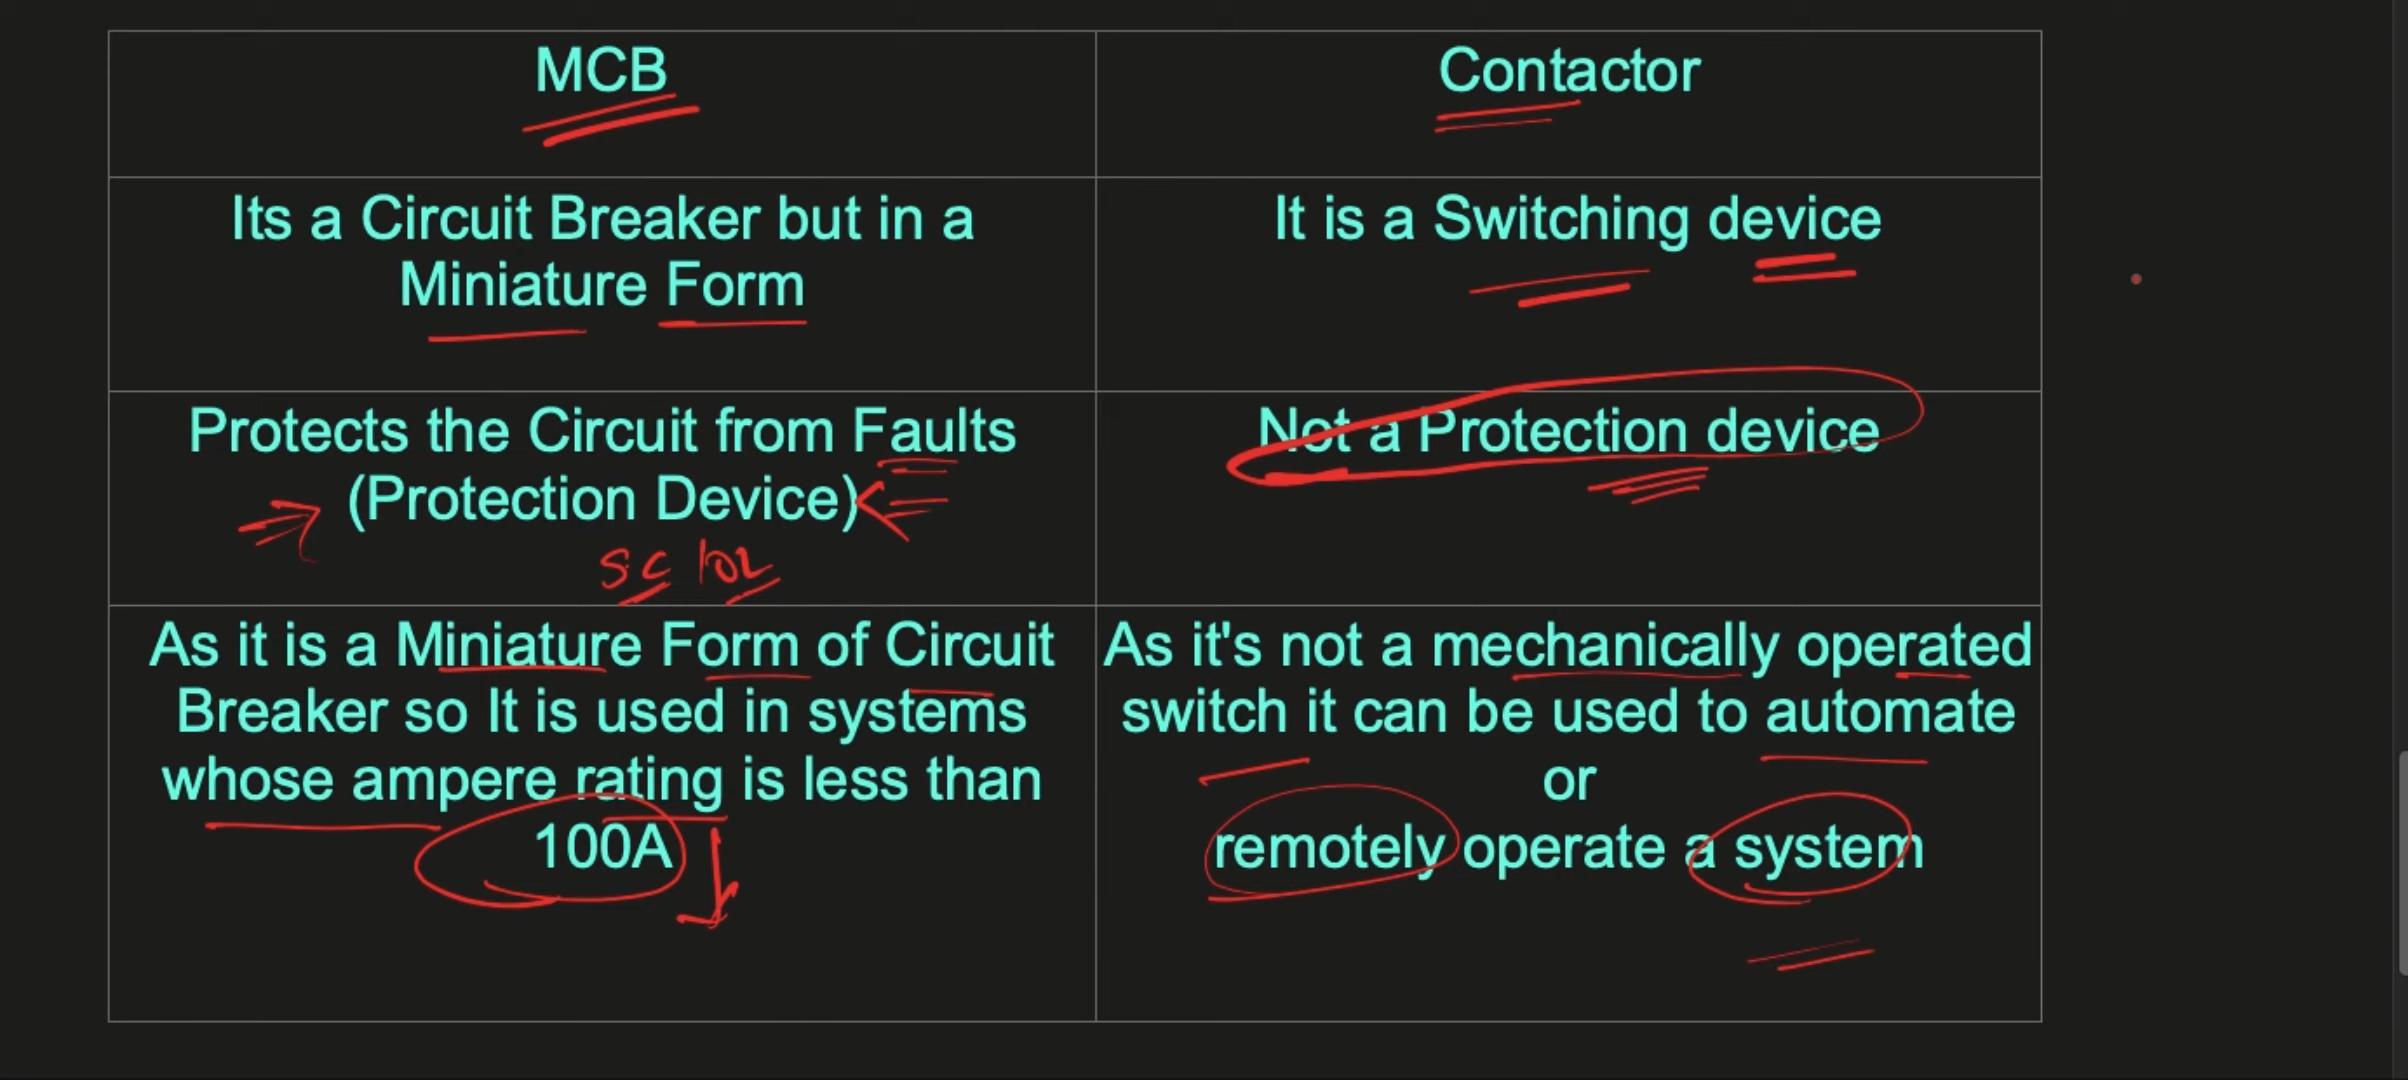 MCB
Contactor
Its a Circuit Breaker but in a
Miniature Form
It is a Switching device
Protects the Circuit from Faults
(Protection Device)
SC / OL
Not a Protection device
As it is a Miniature Form of Circuit
Breaker so It is used in systems
whose ampere rating is less than
100A
As it's not a mechanically operated
switch it can be used to automate
or
remotely operate a system